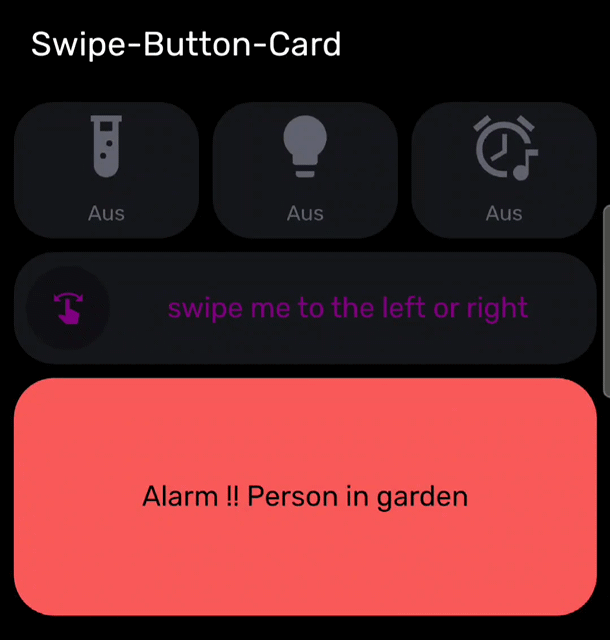 Swipe-Button-Card
Aus Aus Aus
swipe me to the left or right
Alarm !! Person in garden